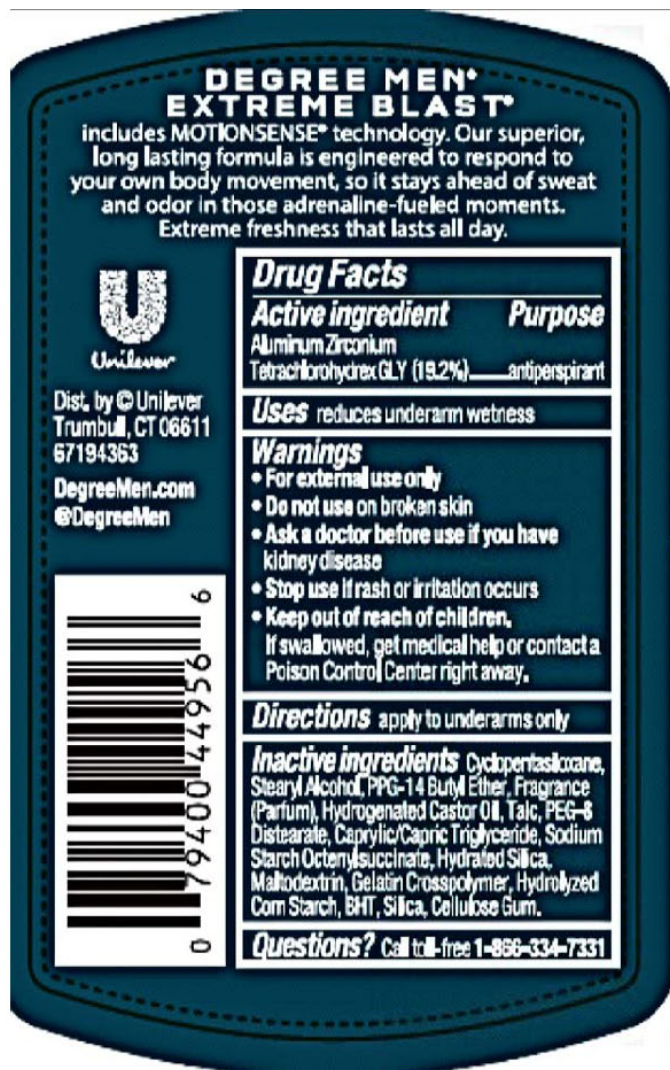 DEGREE MEN®
EXTREME BLAST®
includes MOTIONSENSE® technology. Our superior,
long lasting formula is engineered to respond to
your own body movement, so it stays ahead of sweat
and odor in those adrenaline-fueled moments.
Extreme freshness that lasts all day.
Unilever
Dist. by © Unilever
Trumbull, CT 06611
67194363
DegreeMen.com
@DegreeMen
0 79400 44956 6
Drug Facts
Active ingredient Purpose
Aluminum Zirconium
Tetrachlorohydrex GLY (19.2%)......antiperspirant
Uses reduces underarm wetness
Warnings
• For external use only
• Do not use on broken skin
• Ask a doctor before use if you have
kidney disease
• Stop use if rash or irritation occurs
• Keep out of reach of children.
If swallowed, get medical help or contact a
Poison Control Center right away.
Directions apply to underarms only
Inactive ingredients Cyclopentasiloxane,
Stearyl Alcohol, PPG-14 Butyl Ether, Fragrance
(Parfum), Hydrogenated Castor Oil, Talc, PEG-8
Distearate, Caprylic/Capric Triglyceride, Sodium
Starch Octenylsuccinate, Hydrated Silica,
Maltodextrin, Gelatin Crosspolymer, Hydrolyzed
Corn Starch, BHT, Silica, Cellulose Gum.
Questions? Call toll-free 1-866-334-7331